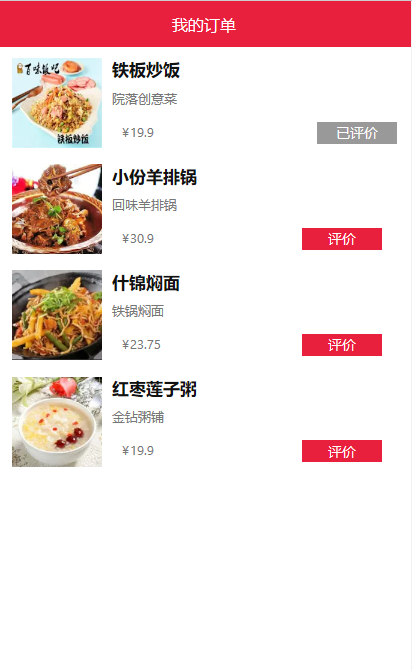 我的订单
百味饭吧
铁板炒饭
铁板炒饭
院落创意菜
¥19.9
已评价
小份羊排锅
回味羊排锅
¥30.9
评价
什锦焖面
铁锅焖面
¥23.75
评价
红枣莲子粥
金钻粥铺
¥19.9
评价